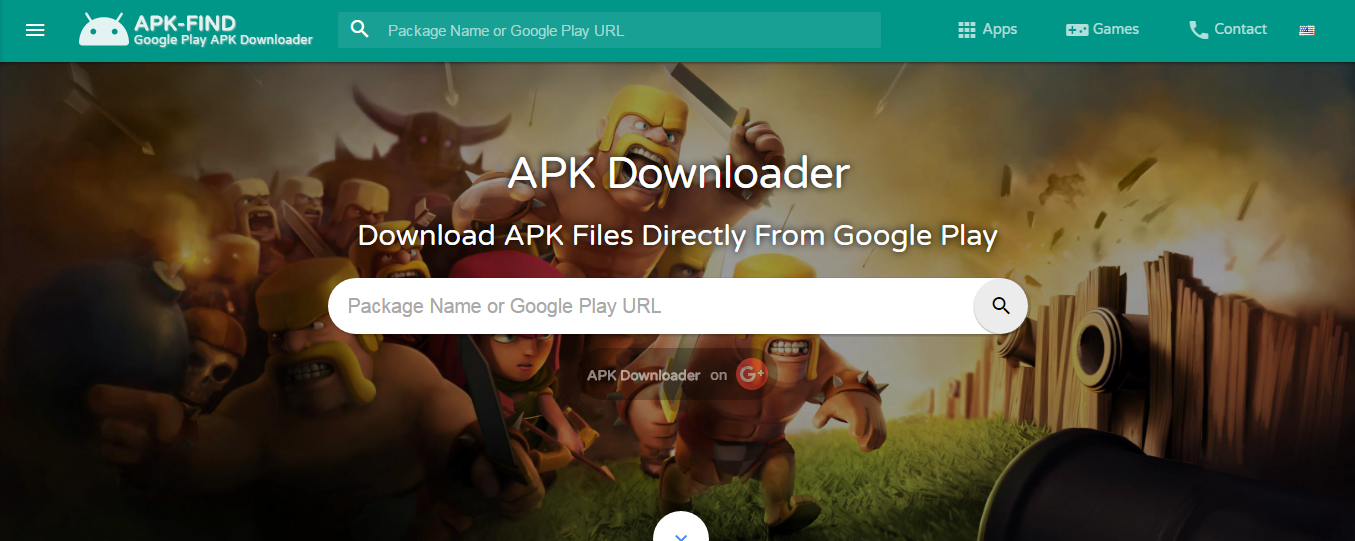 APK-FIND
Google Play APK Downloader
Package Name or Google Play URL
Apps
Games
Contact
APK Downloader
Download APK Files Directly From Google Play
Package Name or Google Play URL
APK Downloader on G+